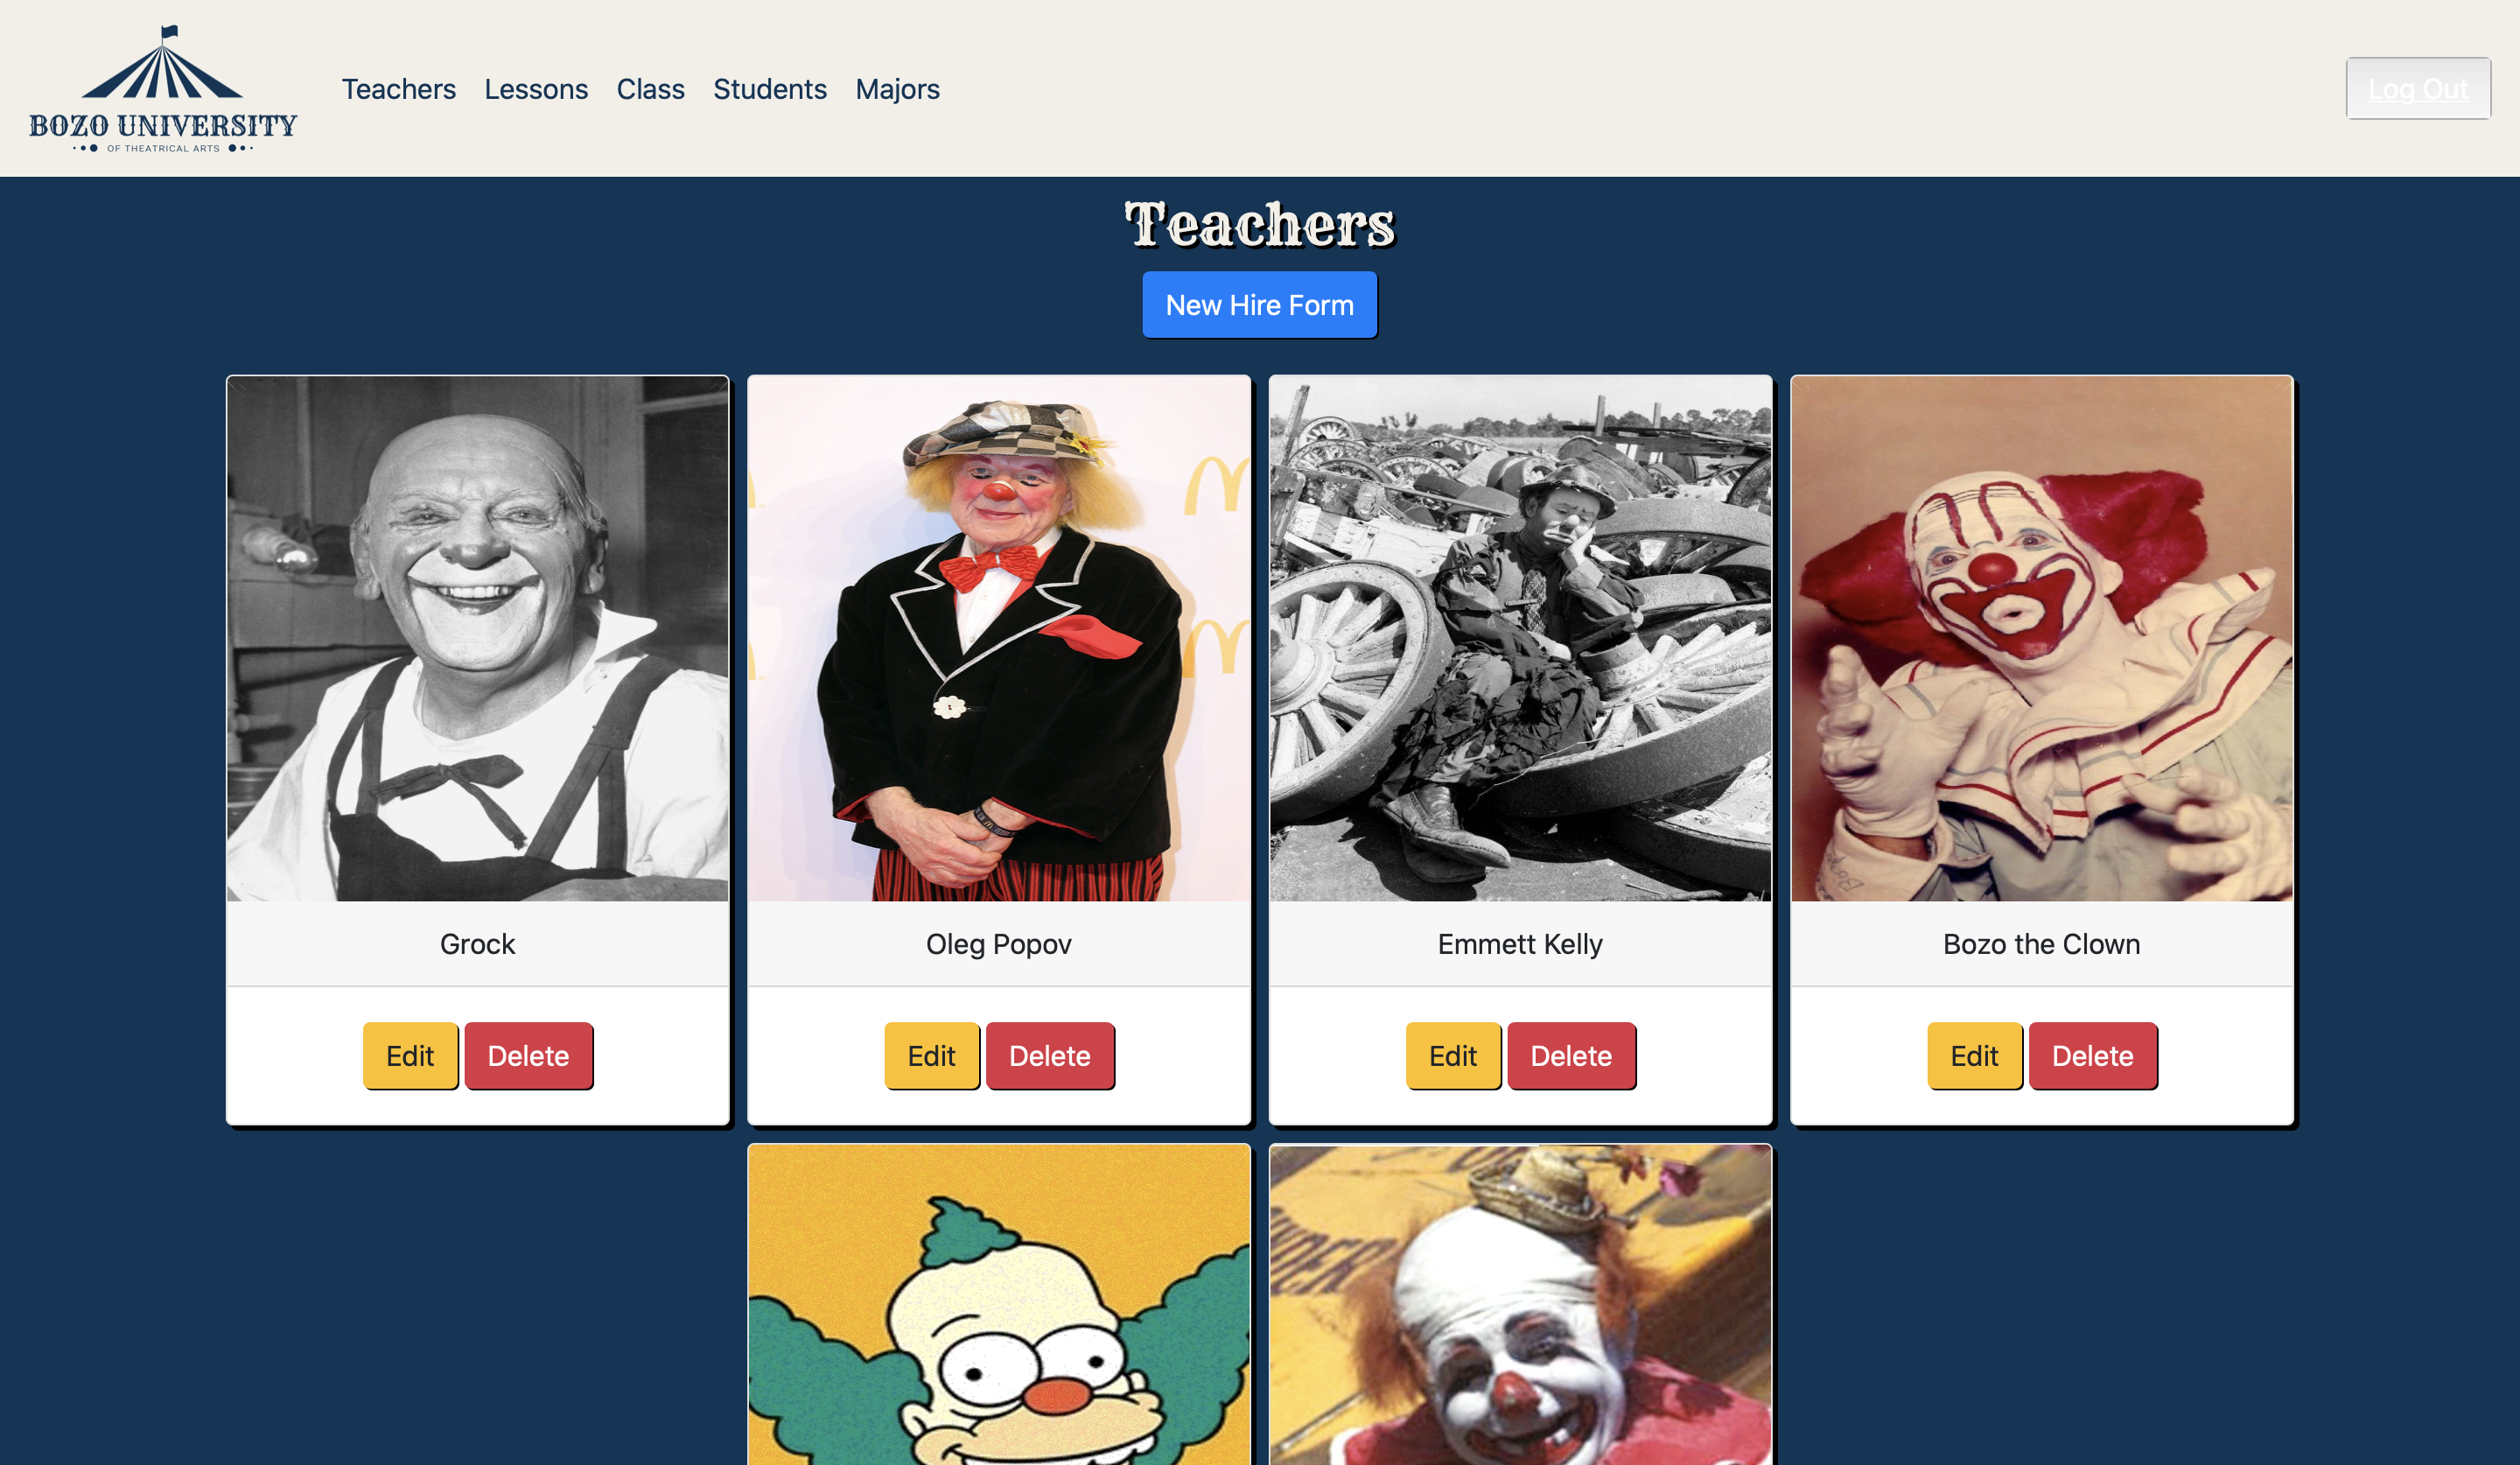 BOZO UNIVERSITY
OF THEATRICAL ARTS
Teachers Lessons Class Students Majors
Log Out
Teachers
New Hire Form
Grock
Oleg Popov
Emmett Kelly
Bozo the Clown
Edit Delete
Edit Delete
Edit Delete
Edit Delete